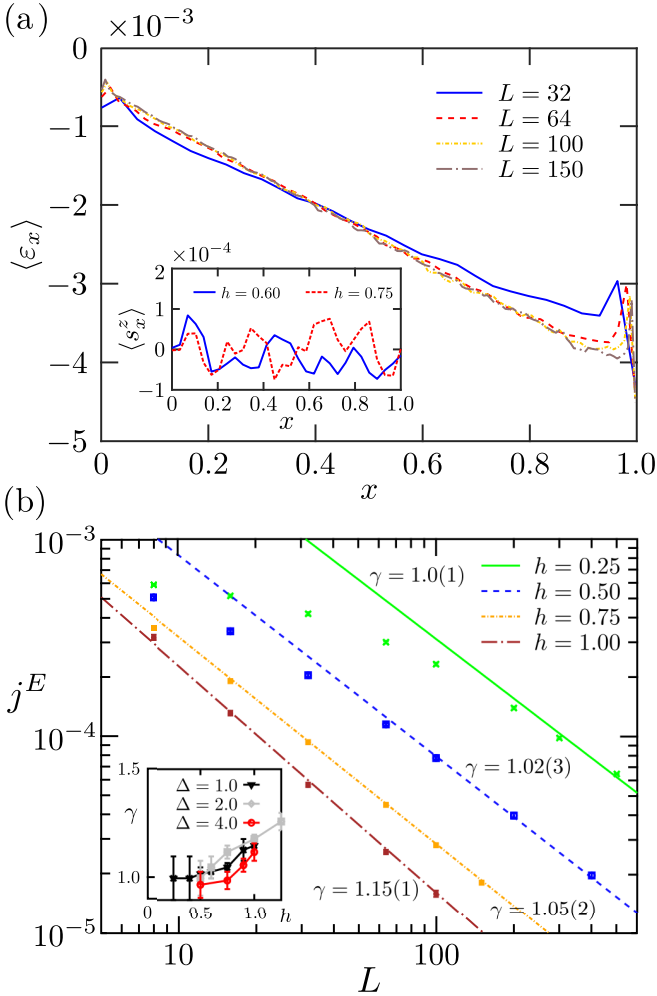 (a)
×10⁻³
0
−1
−2
−3
−4
−5
⟨εₓ⟩
L = 32
L = 64
L = 100
L = 150
×10⁻⁴
2
1
0
−1
⟨sᶻₓ⟩
h = 0.60 h = 0.75
0 0.2 0.4 0.6 0.8 1.0
x
0 0.2 0.4 0.6 0.8 1.0
x
(b)
10⁻³
10⁻⁴
10⁻⁵
jᴱ
γ = 1.0(1)
h = 0.25
h = 0.50
h = 0.75
h = 1.00
γ = 1.02(3)
1.5
γ
1.0
Δ = 1.0
Δ = 2.0
Δ = 4.0
0 0.5 1.0 h
γ = 1.15(1)
γ = 1.05(2)
10 100
L